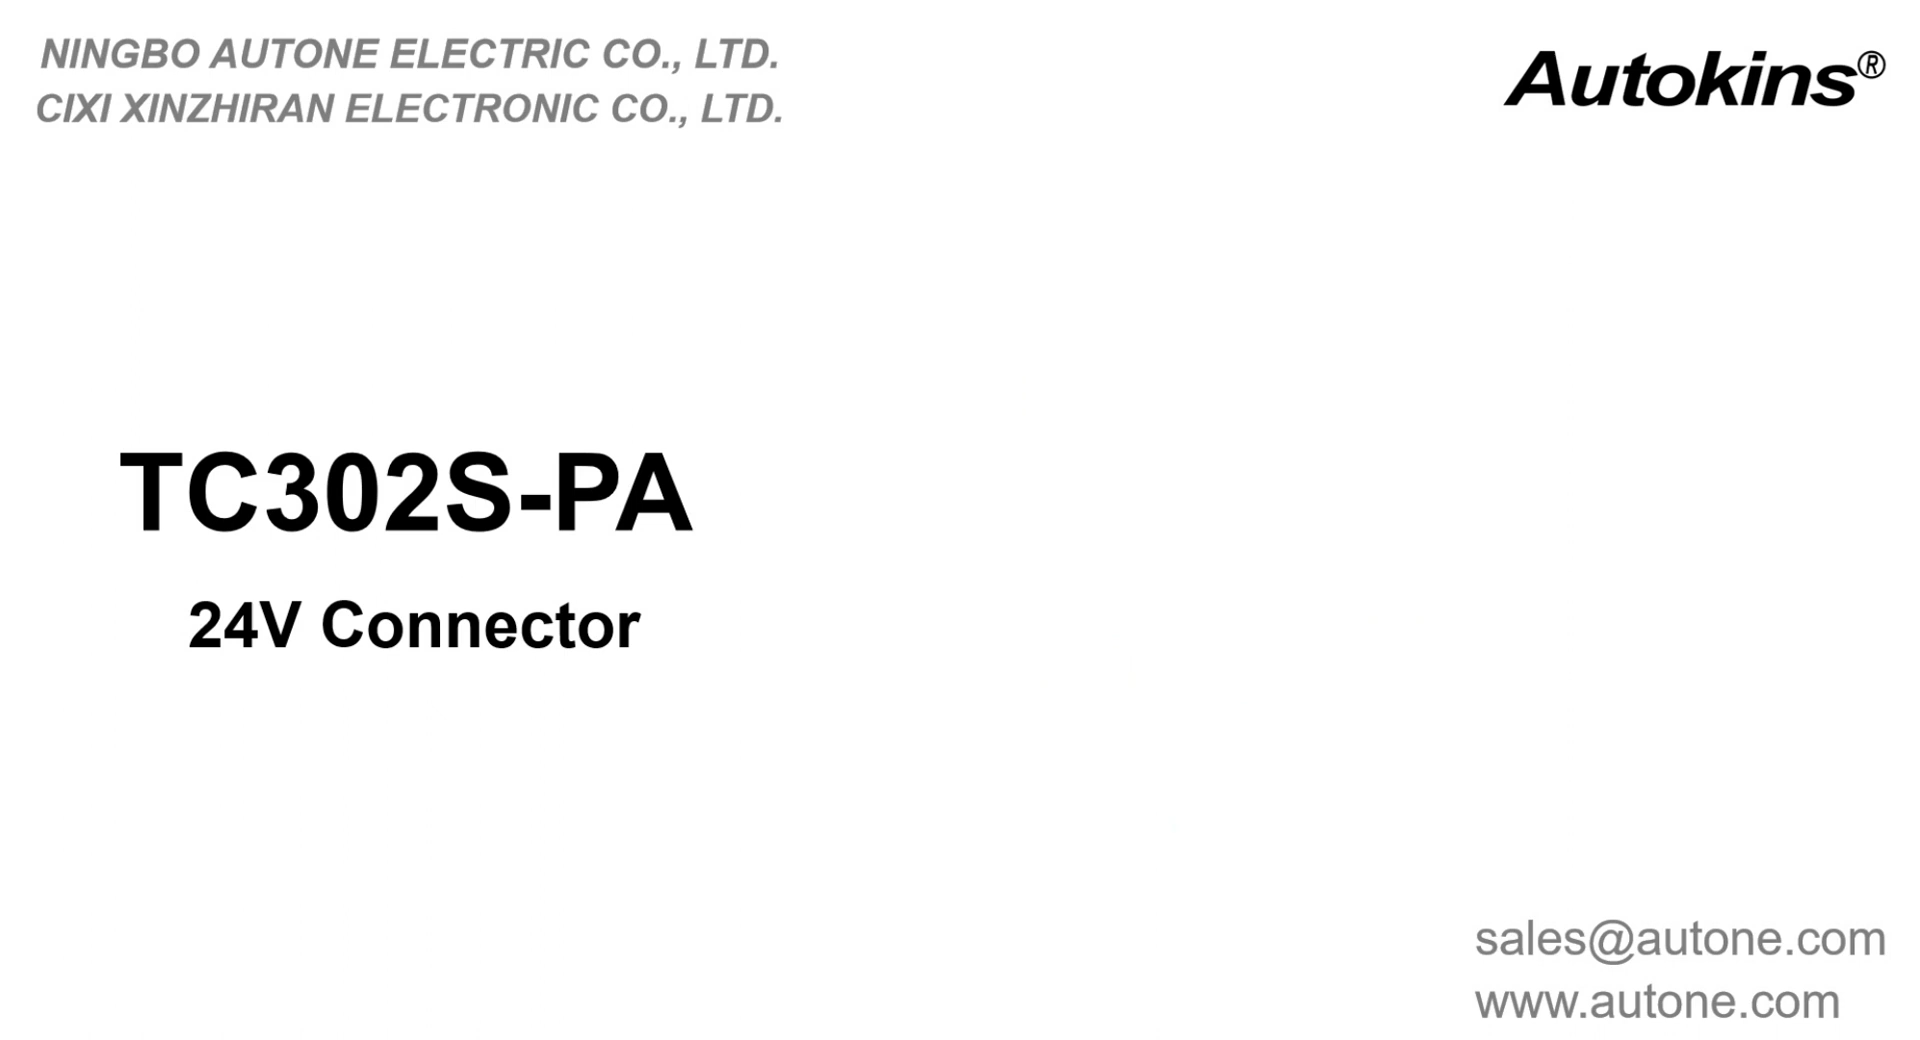 NINGBO AUTONE ELECTRIC CO., LTD.
CIXI XINZHIRAN ELECTRONIC CO., LTD.
Autokins®
TC302S-PA
24V Connector
sales@autone.com
www.autone.com